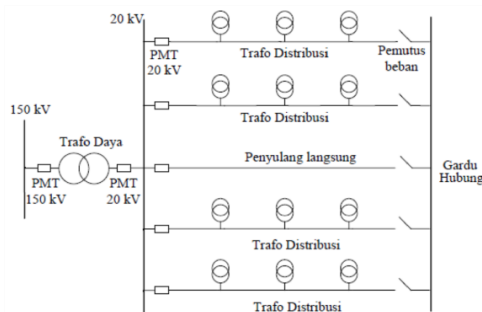 20 kV
PMT
20 kV
Trafo Distribusi
Pemutus
beban
150 kV
Trafo Distribusi
Trafo Daya
PMT
150 kV
PMT
20 kV
Penyulang langsung
Gardu
Hubung
Trafo Distribusi
Trafo Distribusi